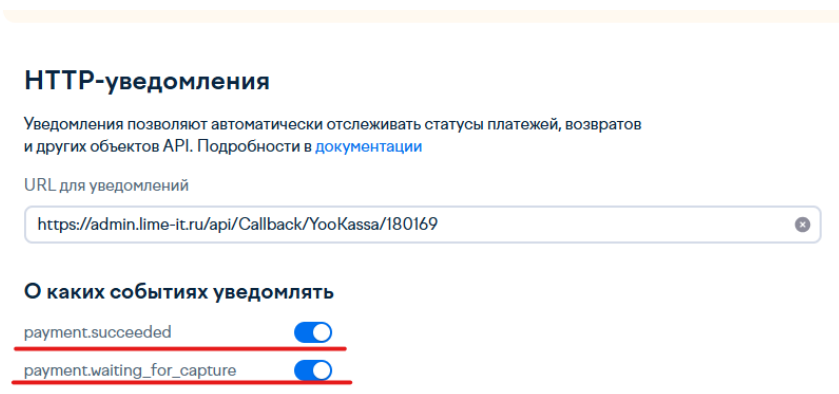 HTTP-уведомления
Уведомления позволяют автоматически отслеживать статусы платежей, возвратов
и других объектов API. Подробности в документации
URL для уведомлений
https://admin.lime-it.ru/api/Callback/YooKassa/180169
О каких событиях уведомлять
payment.succeeded
payment.waiting_for_capture